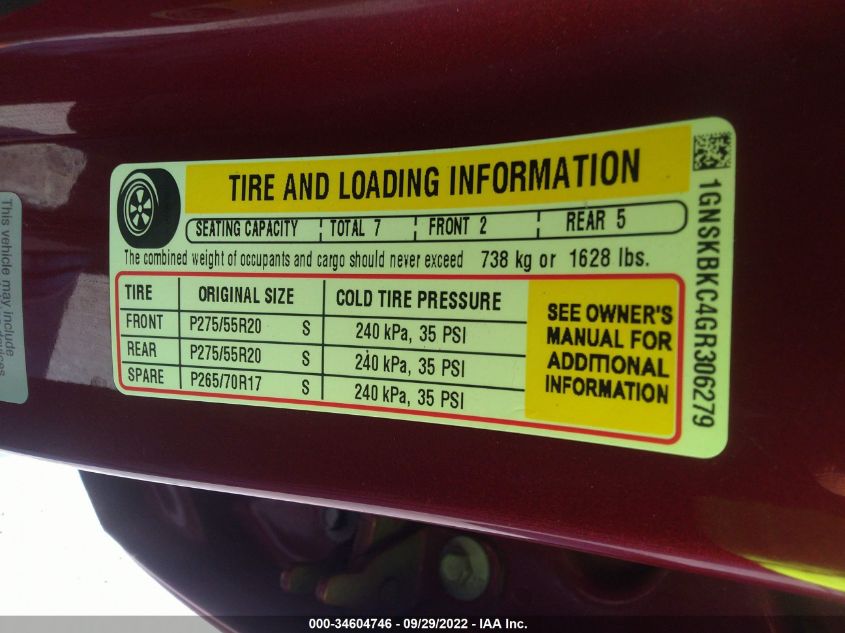 This vehicle may include
devices
TIRE AND LOADING INFORMATION
SEATING CAPACITY TOTAL 7 FRONT 2 REAR 5
The combined weight of occupants and cargo should never exceed 738 kg or 1628 lbs.
TIRE ORIGINAL SIZE COLD TIRE PRESSURE
FRONT P275/55R20 S 240 kPa, 35 PSI
REAR P275/55R20 S 240 kPa, 35 PSI
SPARE P265/70R17 S 240 kPa, 35 PSI
SEE OWNER'S
MANUAL FOR
ADDITIONAL
INFORMATION
1GNSKBKC4GR306279
000-34604746 - 09/29/2022 - IAA Inc.